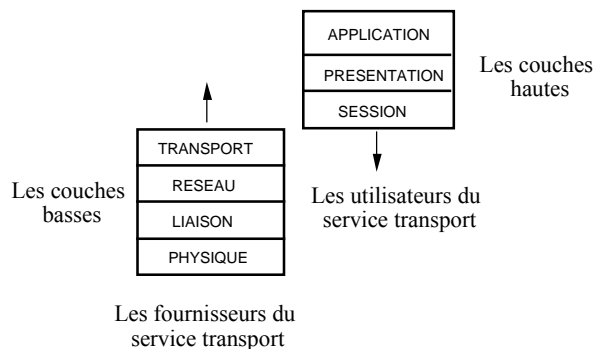 APPLICATION
PRESENTATION
SESSION
Les couches
hautes
TRANSPORT
RESEAU
LIAISON
PHYSIQUE
Les couches
basses
Les utilisateurs du
service transport
Les fournisseurs du
service transport